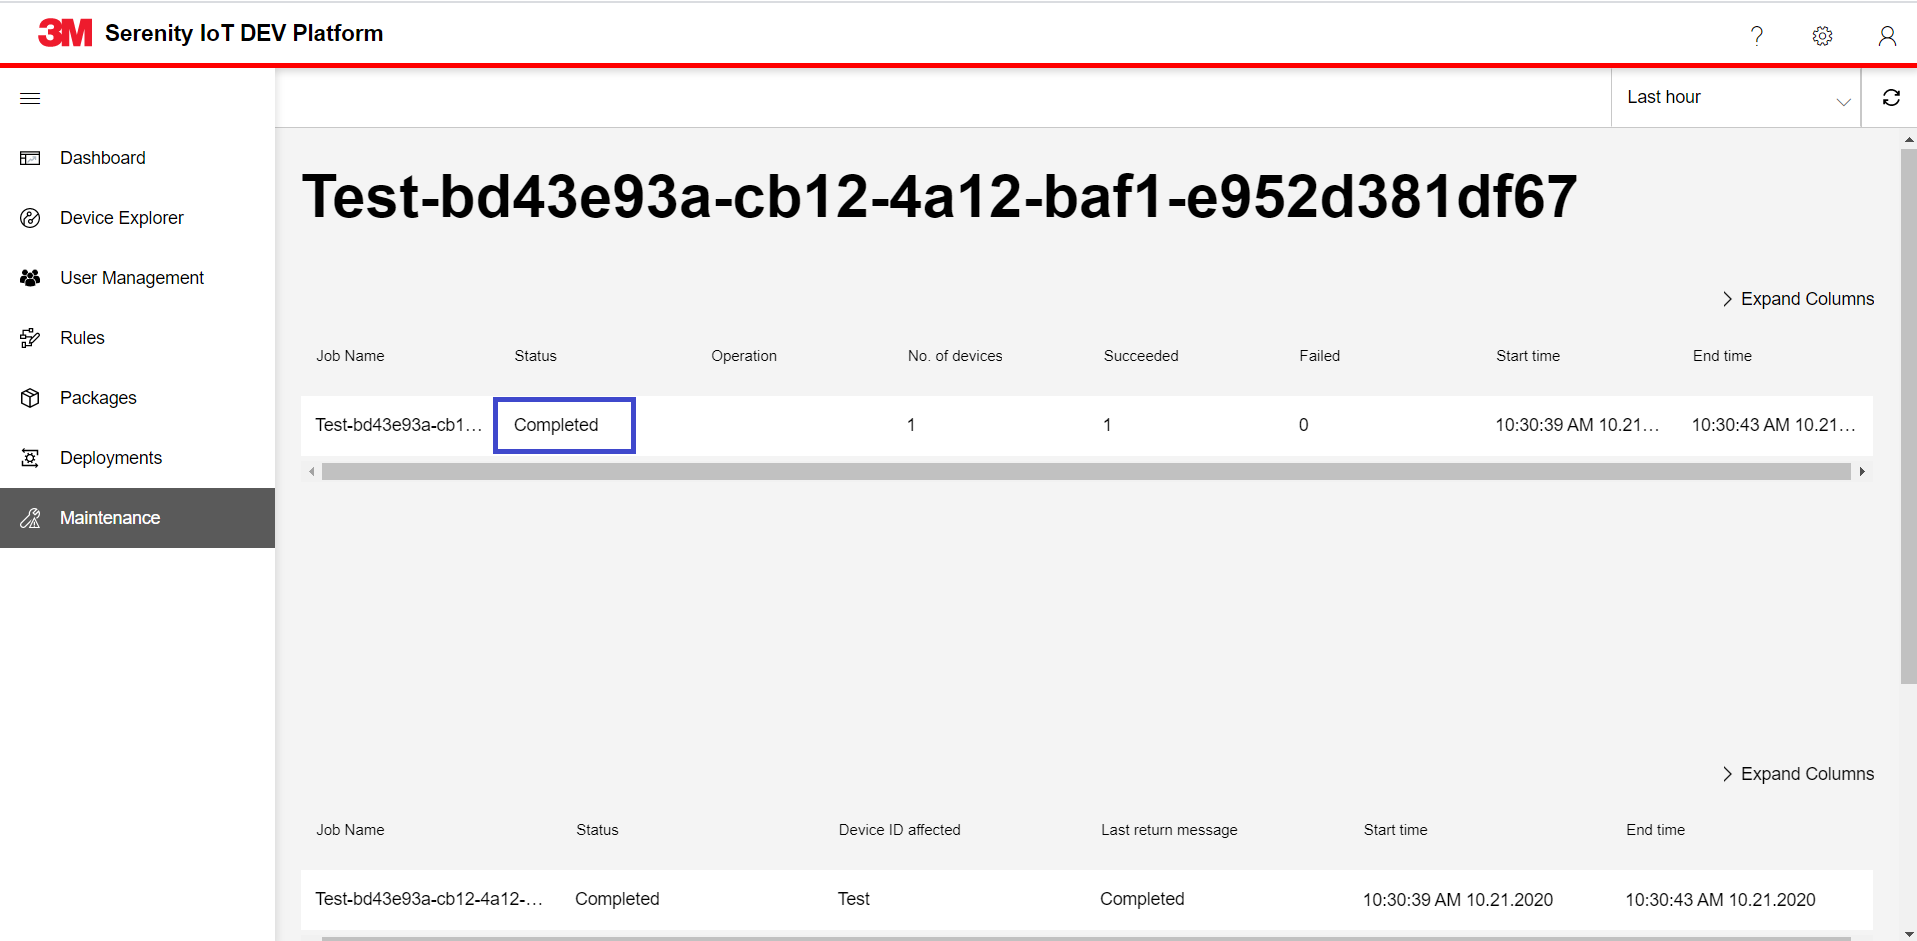 3M Serenity IoT DEV Platform
?
Last hour
Dashboard
Device Explorer
User Management
Rules
Packages
Deployments
Maintenance
Test-bd43e93a-cb12-4a12-baf1-e952d381df67
Expand Columns
Job Name Status Operation No. of devices Succeeded Failed Start time End time
Test-bd43e93a-cb1... Completed 1 1 0 10:30:39 AM 10.21... 10:30:43 AM 10.21...
Expand Columns
Job Name Status Device ID affected Last return message Start time End time
Test-bd43e93a-cb12-4a12-... Completed Test Completed 10:30:39 AM 10.21.2020 10:30:43 AM 10.21.2020